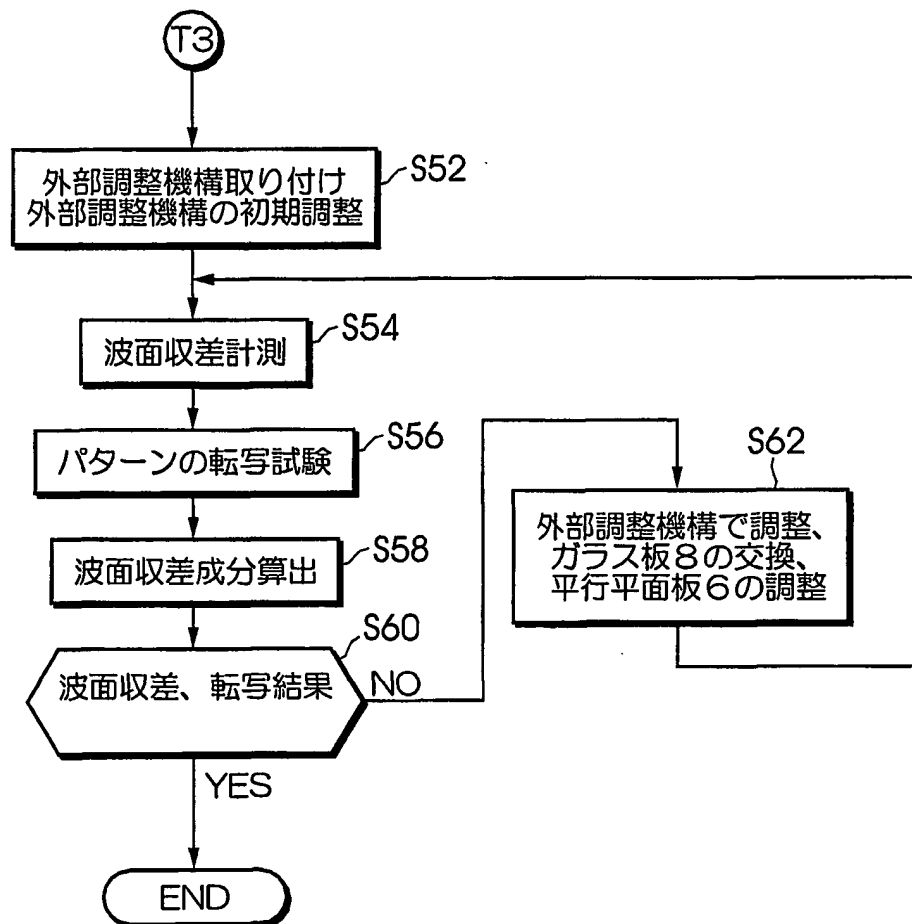 T3
外部調整機構取り付け
外部調整機構の初期調整
S52
波面収差計測
S54
パターンの転写試験
S56
波面収差成分算出
S58
波面収差、転写結果
S60
NO
YES
S62
外部調整機構で調整、
ガラス板8の交換、
平行平面板6の調整
END